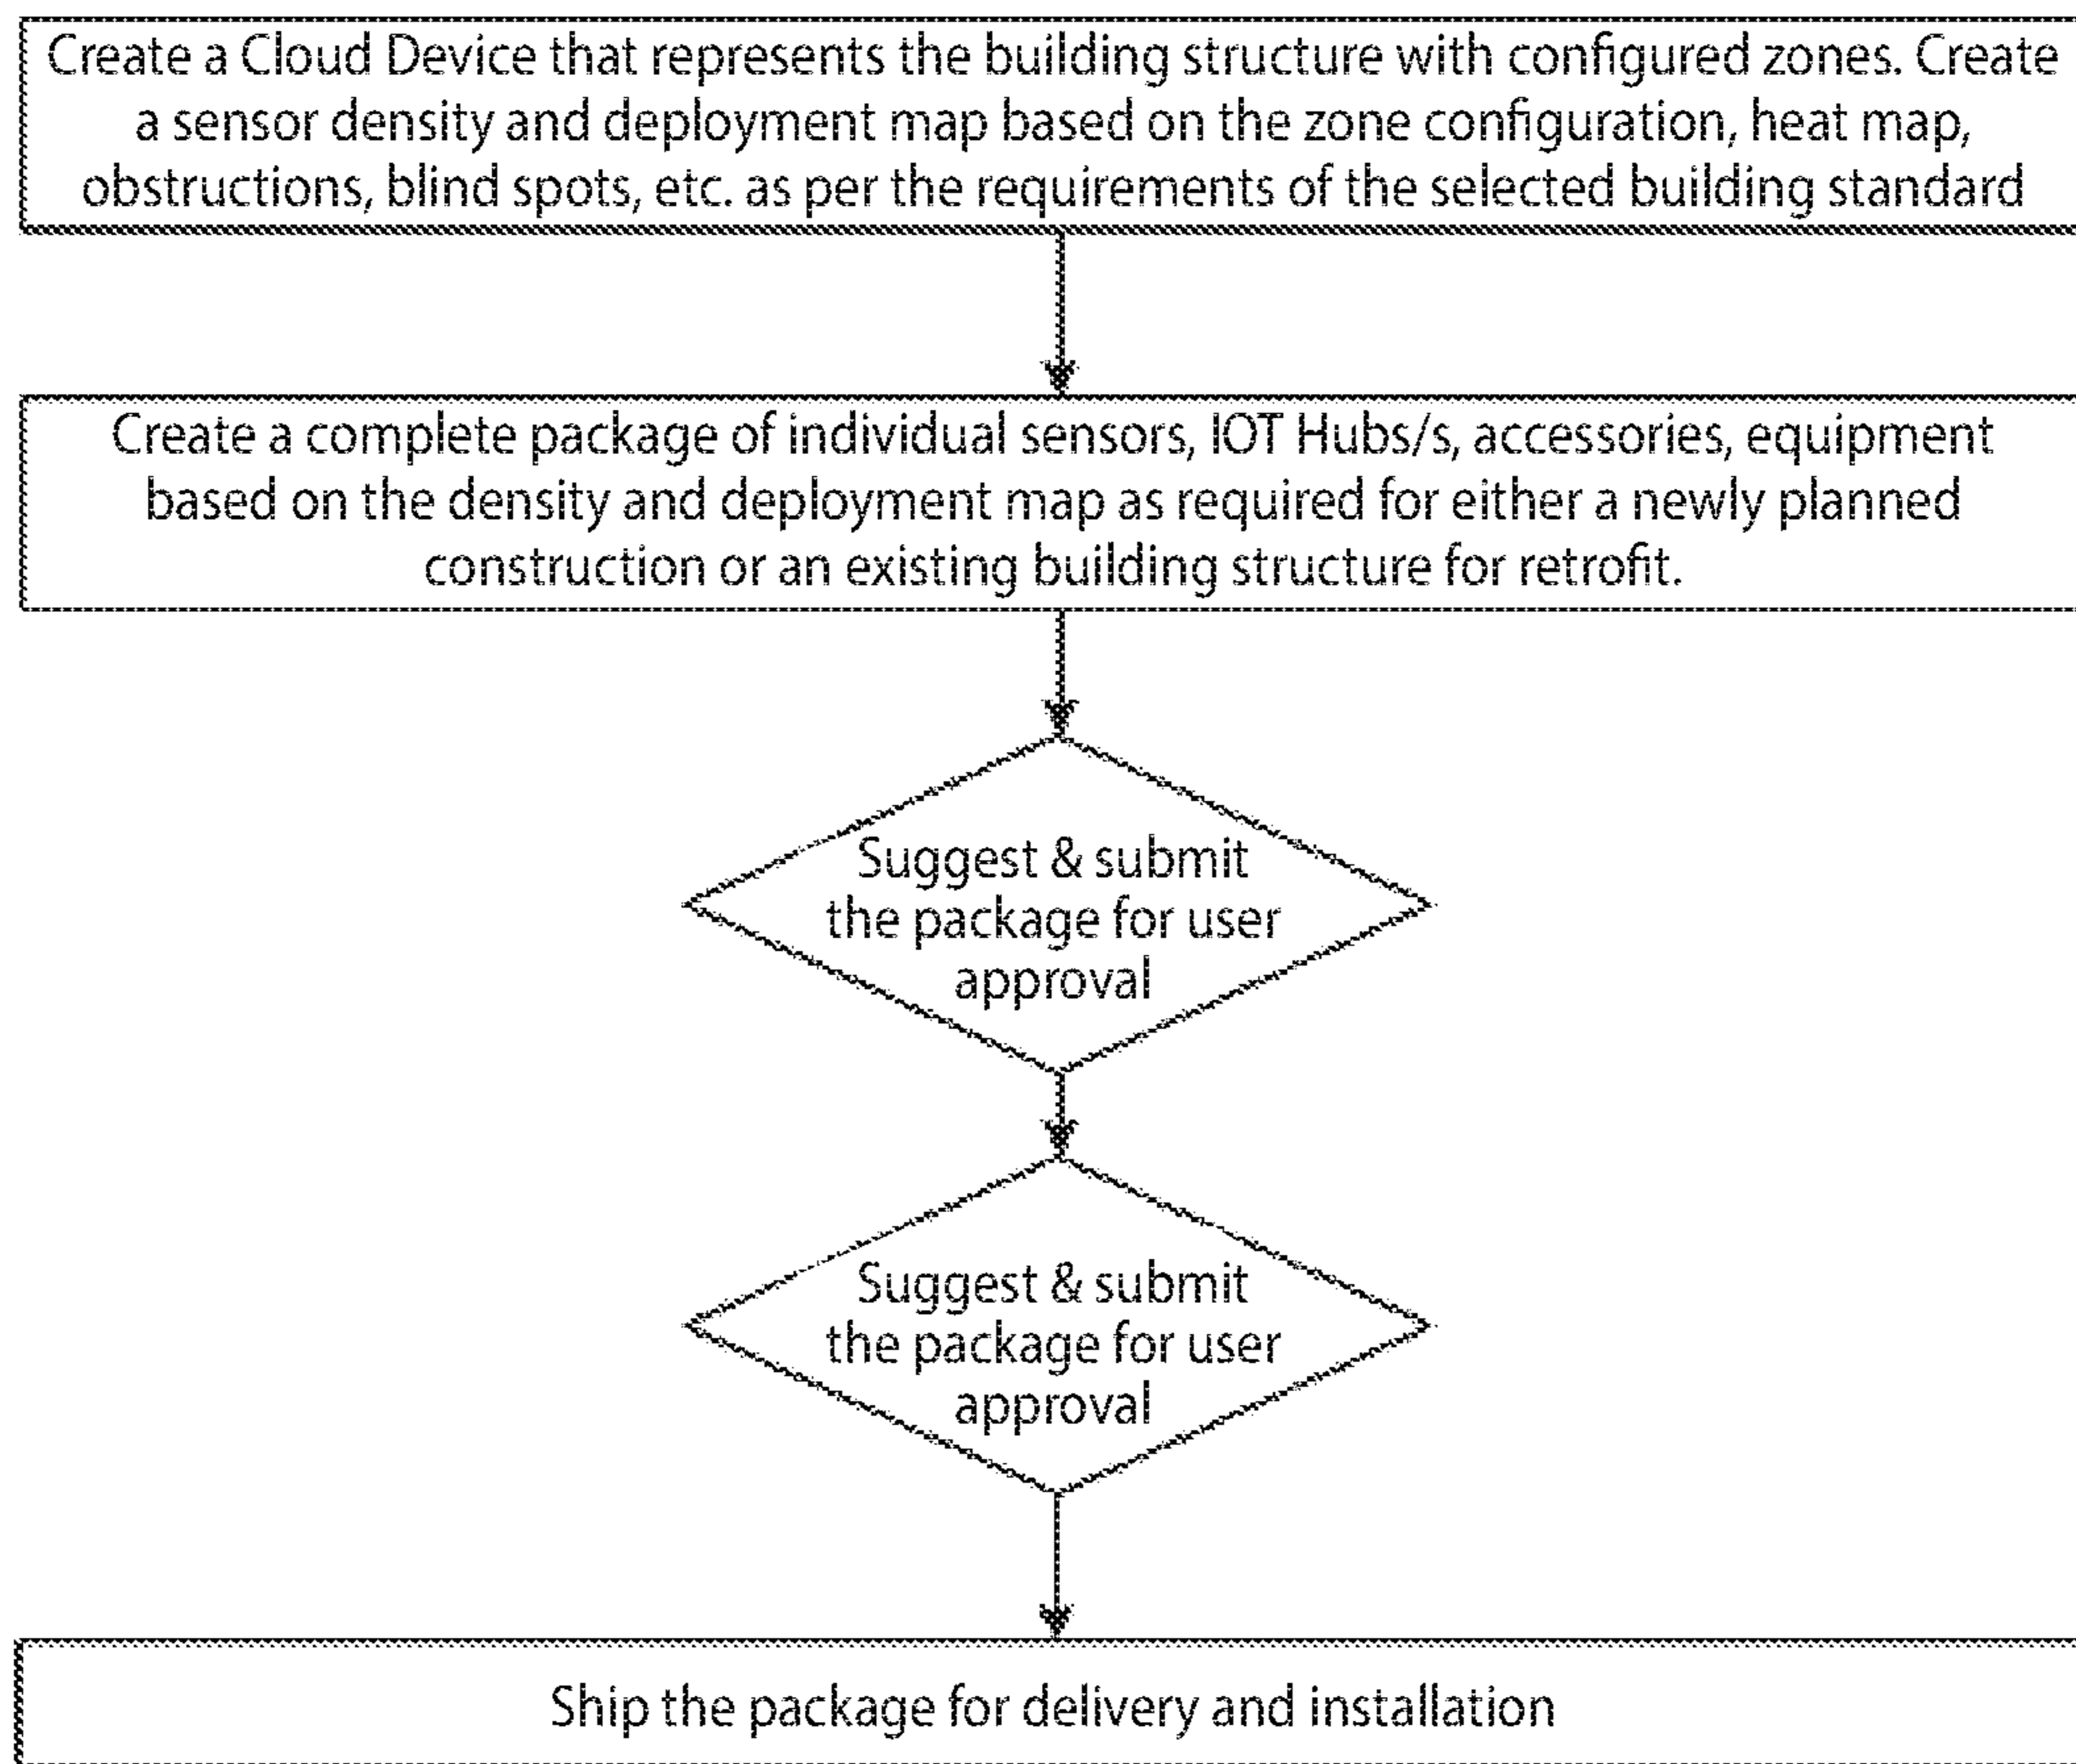 Create a Cloud Device that represents the building structure with configured zones. Create
a sensor density and deployment map based on the zone configuration, heat map,
obstructions, blind spots, etc. as per the requirements of the selected building standard
Create a complete package of individual sensors, IOT Hubs/s, accessories, equipment
based on the density and deployment map as required for either a newly planned
construction or an existing building structure for retrofit.
Suggest & submit
the package for user
approval
Suggest & submit
the package for user
approval
Ship the package for delivery and installation